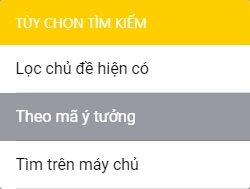 TÙY CHỌN TÌM KIẾM
Lọc chủ đề hiện có
Theo mã ý tưởng
Tìm trên máy chủ